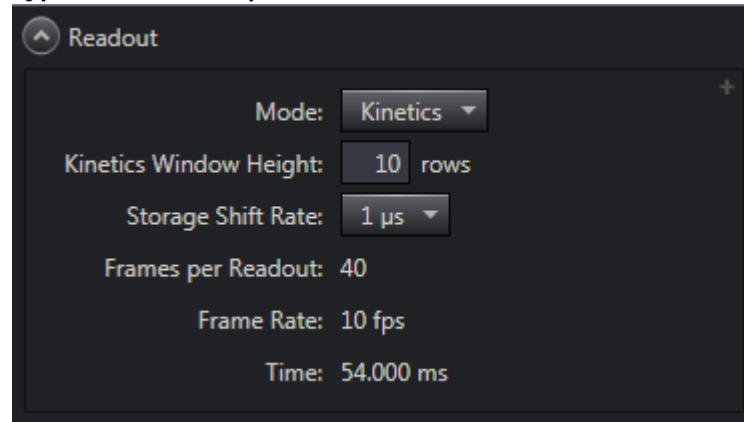 Readout
Mode: Kinetics
Kinetics Window Height: 10 rows
Storage Shift Rate: 1 µs
Frames per Readout: 40
Frame Rate: 10 fps
Time: 54.000 ms